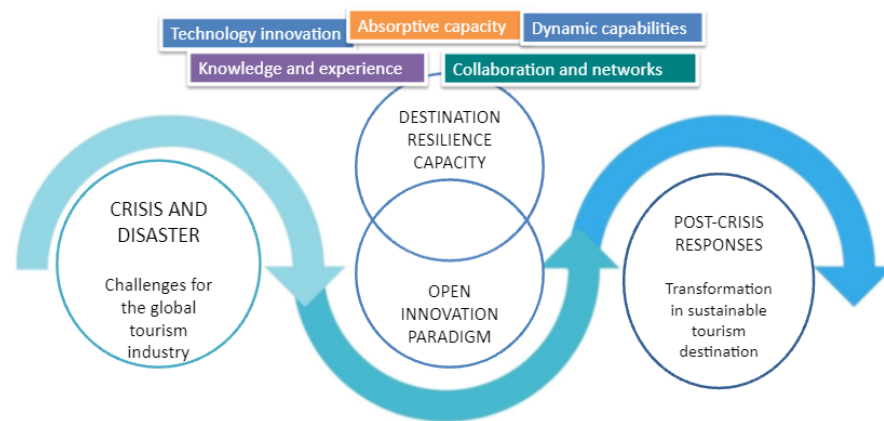 Technology innovation
Absorptive capacity
Dynamic capabilities
Knowledge and experience
Collaboration and networks
DESTINATION
RESILIENCE
CAPACITY
CRISIS AND
DISASTER
Challenges for
the global
tourism
industry
OPEN
INNOVATION
PARADIGM
POST-CRISIS
RESPONSES
Transformation
in sustainable
tourism
destination